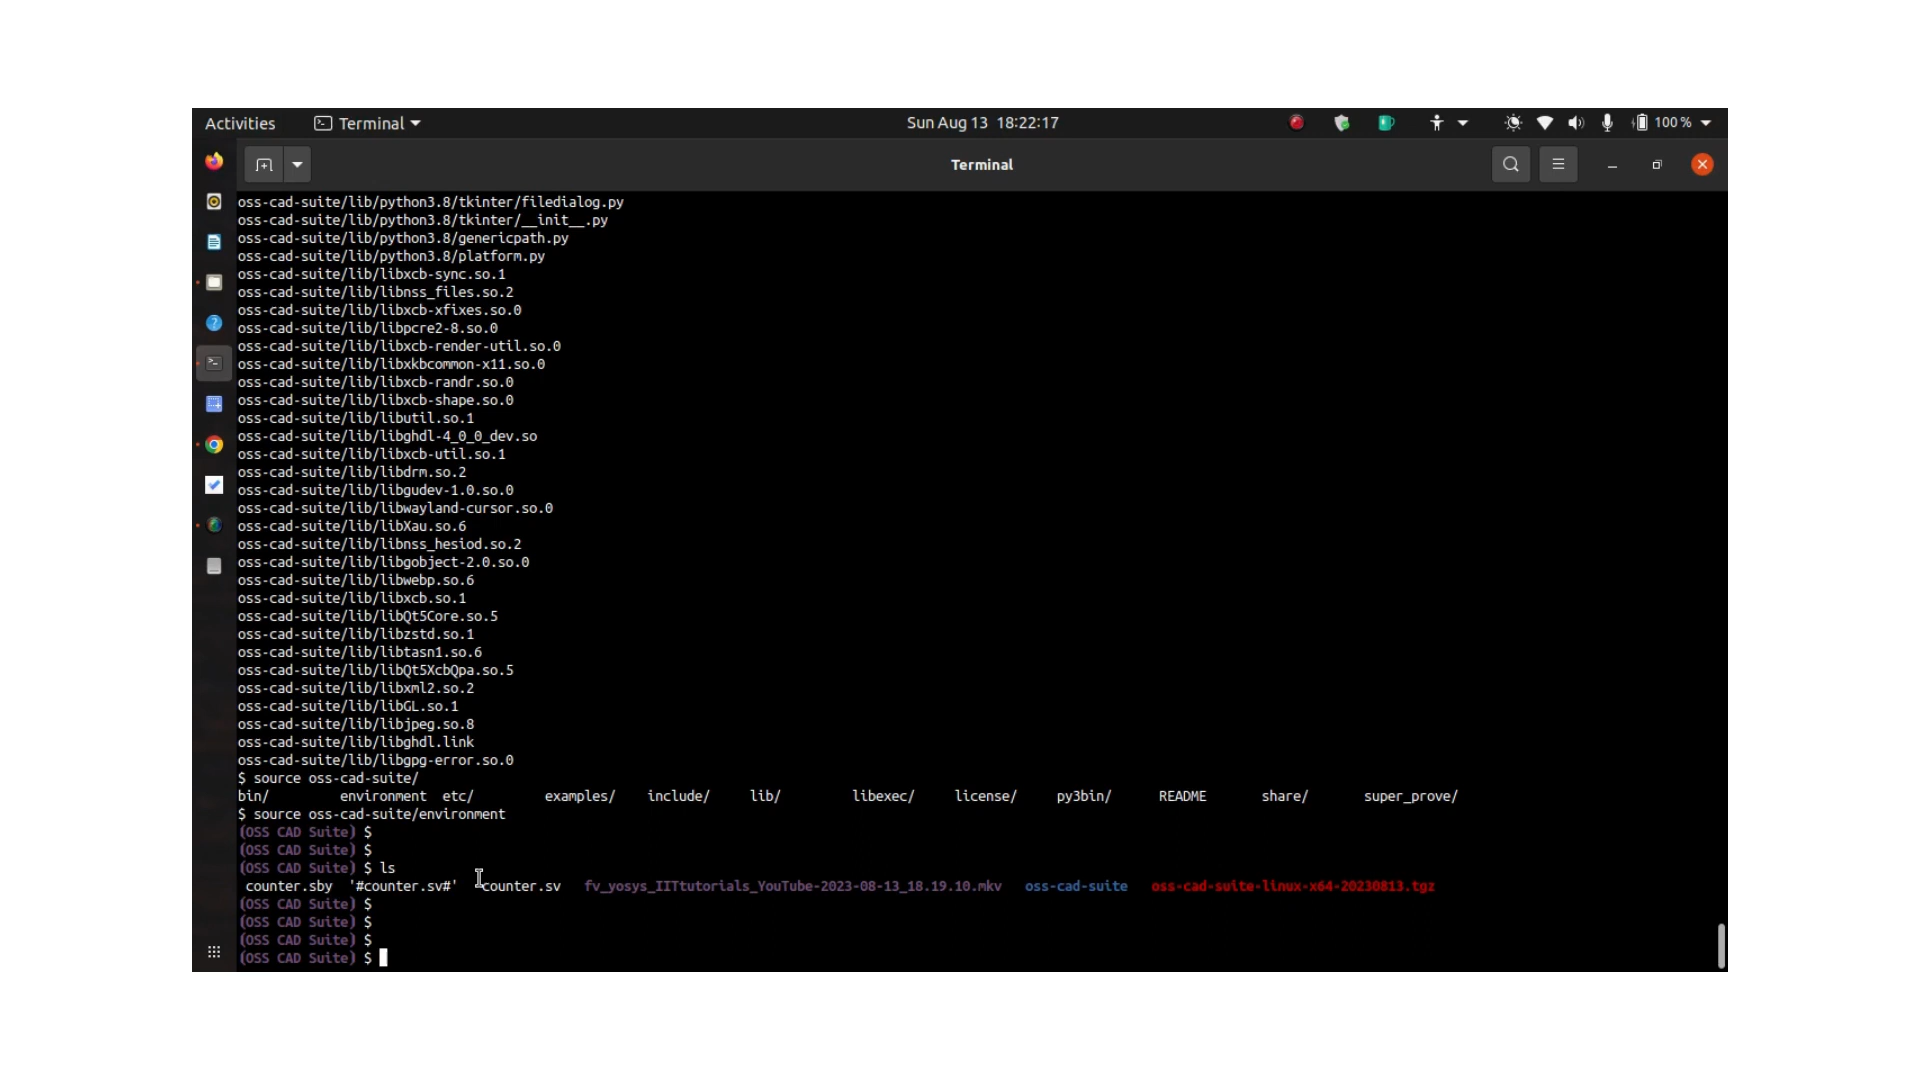 Activities Terminal Sun Aug 13 18:22:17 100 %
Terminal
oss-cad-suite/lib/python3.8/tkinter/filedialog.py
oss-cad-suite/lib/python3.8/tkinter/__init__.py
oss-cad-suite/lib/python3.8/genericpath.py
oss-cad-suite/lib/python3.8/platform.py
oss-cad-suite/lib/libxcb-sync.so.1
oss-cad-suite/lib/libnss_files.so.2
oss-cad-suite/lib/libxcb-xfixes.so.0
oss-cad-suite/lib/libpcre2-8.so.0
oss-cad-suite/lib/libxcb-render-util.so.0
oss-cad-suite/lib/libxkbcommon-x11.so.0
oss-cad-suite/lib/libxcb-randr.so.0
oss-cad-suite/lib/libxcb-shape.so.0
oss-cad-suite/lib/libutil.so.1
oss-cad-suite/lib/libghdl-4_0_0_dev.so
oss-cad-suite/lib/libxcb-util.so.1
oss-cad-suite/lib/libdrm.so.2
oss-cad-suite/lib/libgudev-1.0.so.0
oss-cad-suite/lib/libwayland-cursor.so.0
oss-cad-suite/lib/libXau.so.6
oss-cad-suite/lib/libnss_hesiod.so.2
oss-cad-suite/lib/libgobject-2.0.so.0
oss-cad-suite/lib/libwebp.so.6
oss-cad-suite/lib/libxcb.so.1
oss-cad-suite/lib/libQt5Core.so.5
oss-cad-suite/lib/libzstd.so.1
oss-cad-suite/lib/libtasn1.so.6
oss-cad-suite/lib/libQt5XcbQpa.so.5
oss-cad-suite/lib/libxml2.so.2
oss-cad-suite/lib/libGL.so.1
oss-cad-suite/lib/libjpeg.so.8
oss-cad-suite/lib/libghdl.link
oss-cad-suite/lib/libgpg-error.so.0
$ source oss-cad-suite/
bin/ environment etc/ examples/ include/ lib/ libexec/ license/ py3bin/ README share/ super_prove/
$ source oss-cad-suite/environment
(OSS CAD Suite) $
(OSS CAD Suite) $
(OSS CAD Suite) $ ls
counter.sby '#counter.sv#' counter.sv fv_yosys_IITtutorials_YouTube-2023-08-13_18.19.10.mkv oss-cad-suite oss-cad-suite-linux-x64-20230813.tgz
(OSS CAD Suite) $
(OSS CAD Suite) $
(OSS CAD Suite) $
(OSS CAD Suite) $